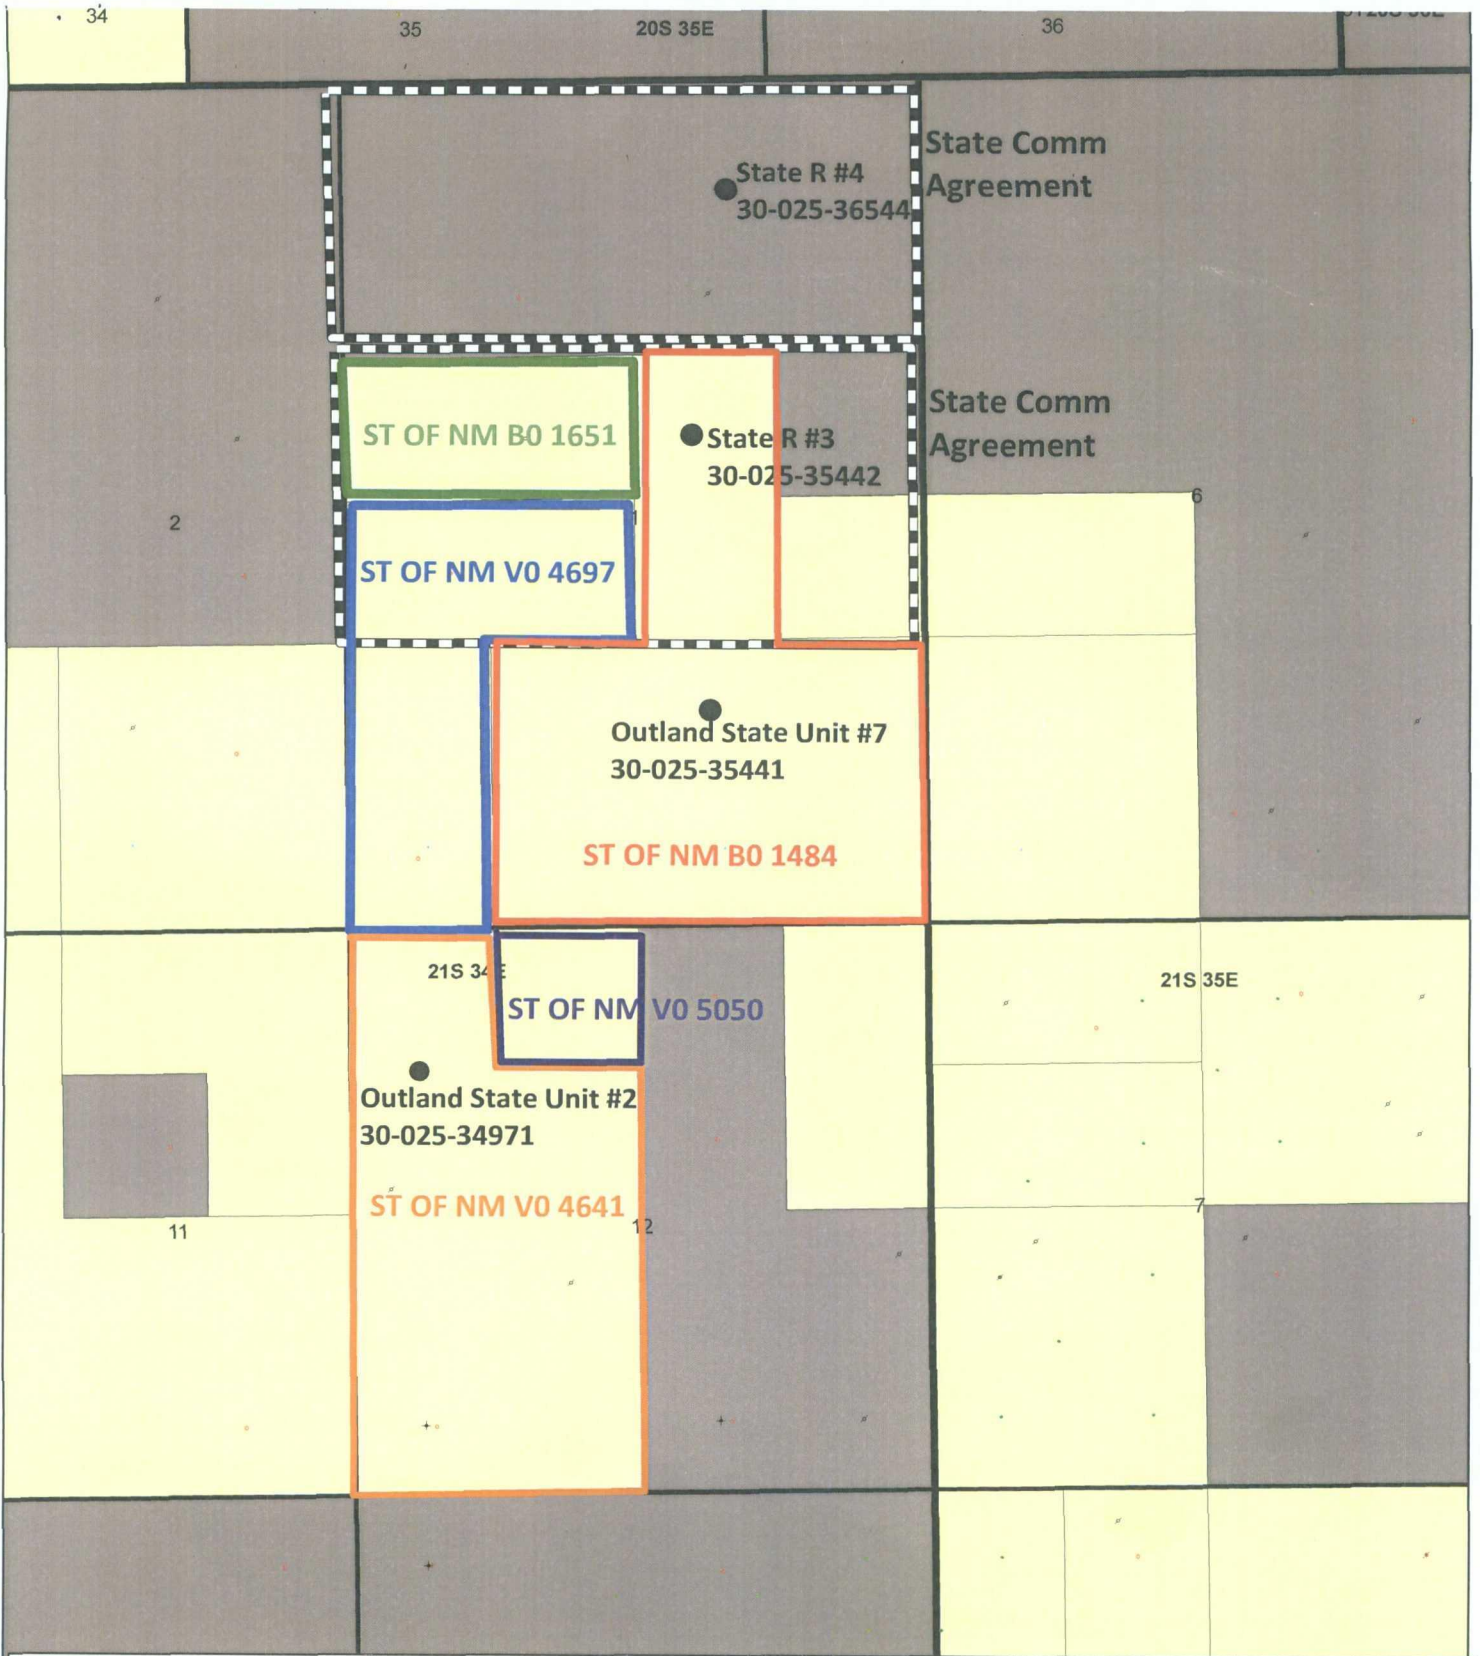 34
35
20S 35E
36
State Comm
Agreement
State R #4
30-025-36544
State Comm
Agreement
ST OF NM B0 1651
State R #3
30-025-35442
6
2
1
ST OF NM V0 4697
Outland State Unit #7
30-025-35441
ST OF NM B0 1484
21S 34E
21S 35E
ST OF NM V0 5050
Outland State Unit #2
30-025-34971
ST OF NM V0 4641
7
11
12